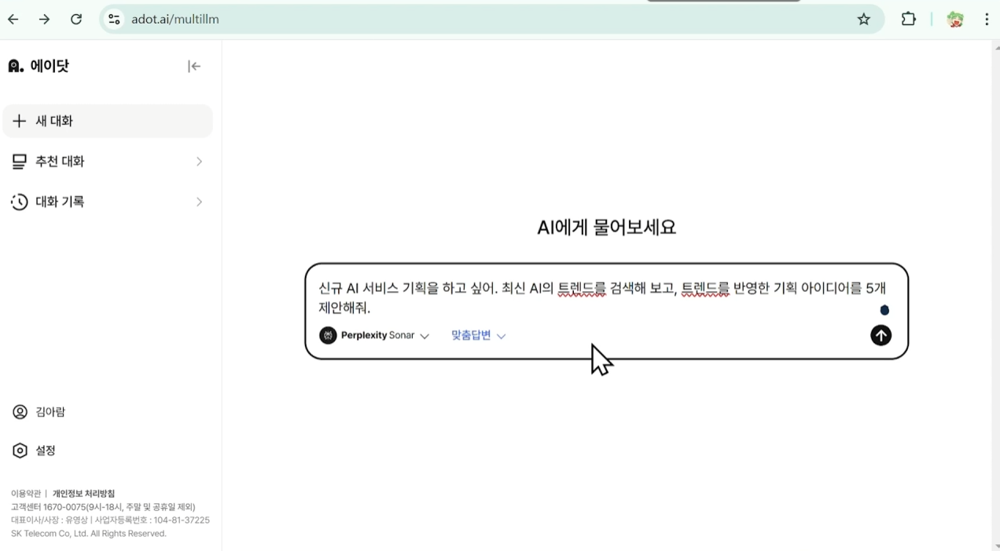 adot.ai/multillm
에이닷
새 대화
추천 대화
대화 기록
AI에게 물어보세요
신규 AI 서비스 기획을 하고 싶어. 최신 AI의 트렌드를 검색해 보고, 트렌드를 반영한 기획 아이디어를 5개
제안해줘.
Perplexity Sonar 맞춤답변
김아람
설정
이용약관 | 개인정보 처리방침
고객센터 1670-0075(9시-18시, 주말 및 공휴일 제외)
대표이사/사장 : 유영상 | 사업자등록번호 : 104-81-37225
SK Telecom Co, Ltd. All Rights Reserved.